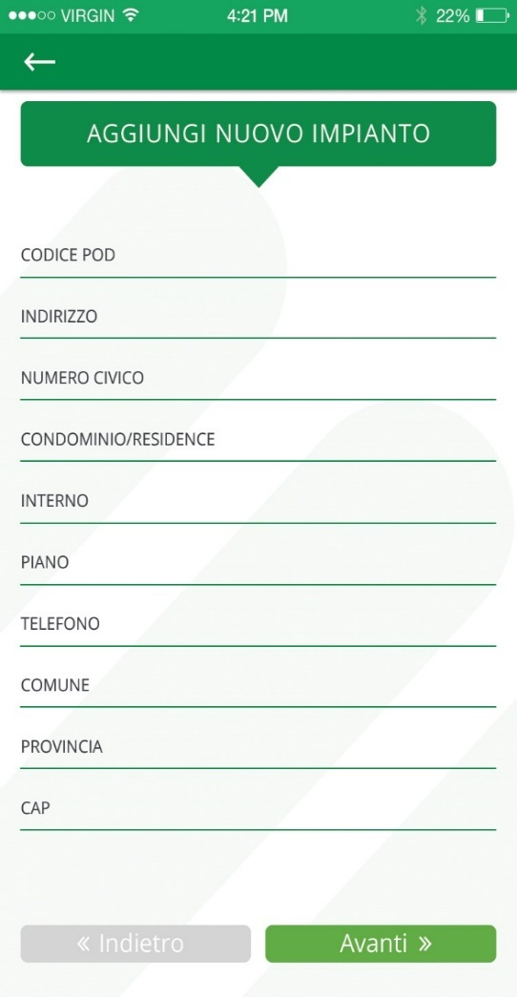 VIRGIN 4:21 PM 22%
AGGIUNGI NUOVO IMPIANTO
CODICE POD
INDIRIZZO
NUMERO CIVICO
CONDOMINIO/RESIDENCE
INTERNO
PIANO
TELEFONO
COMUNE
PROVINCIA
CAP
« Indietro Avanti »